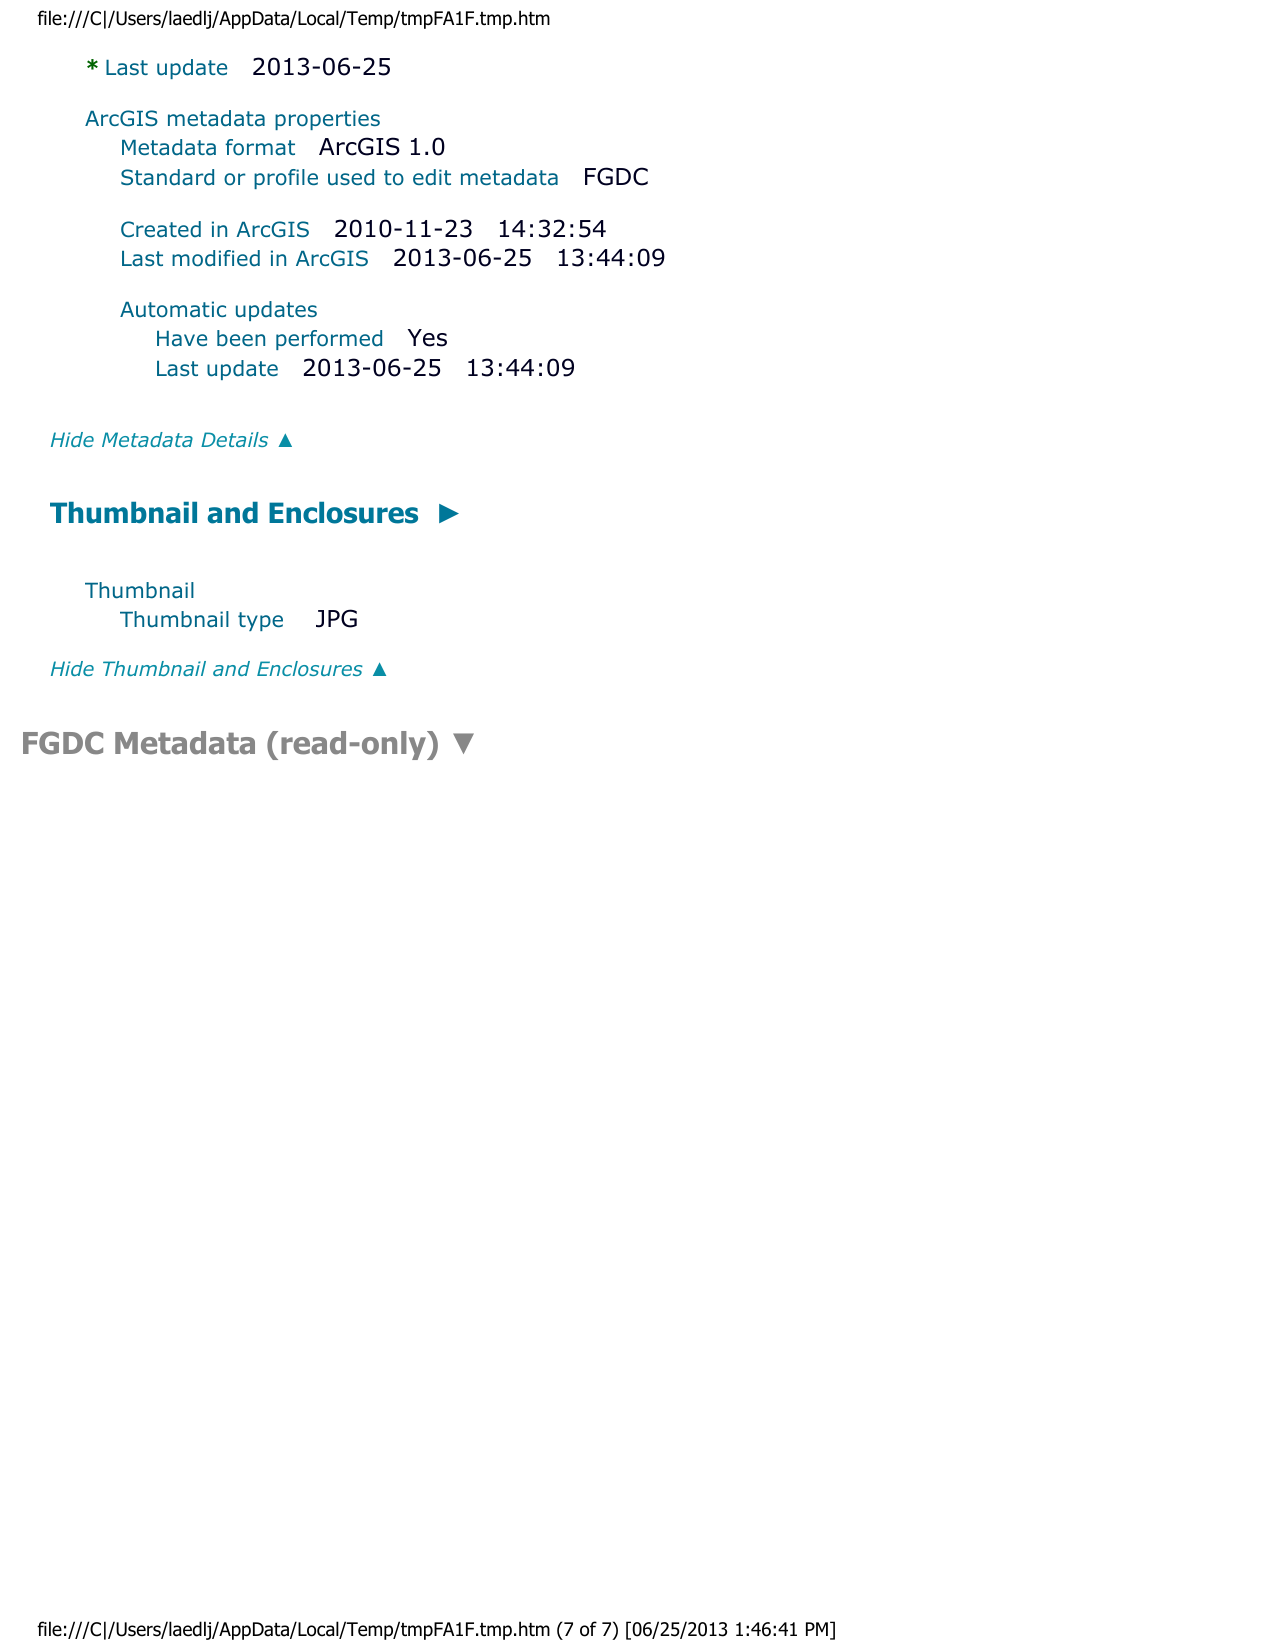 file:///C|/Users/laedlj/AppData/Local/Temp/tmpFA1F.tmp.htm
* Last update 2013-06-25
ArcGIS metadata properties
Metadata format ArcGIS 1.0
Standard or profile used to edit metadata FGDC
Created in ArcGIS 2010-11-23 14:32:54
Last modified in ArcGIS 2013-06-25 13:44:09
Automatic updates
Have been performed Yes
Last update 2013-06-25 13:44:09
Hide Metadata Details ▲
Thumbnail and Enclosures ►
Thumbnail
Thumbnail type JPG
Hide Thumbnail and Enclosures ▲
FGDC Metadata (read-only) ▼
file:///C|/Users/laedlj/AppData/Local/Temp/tmpFA1F.tmp.htm (7 of 7) [06/25/2013 1:46:41 PM]